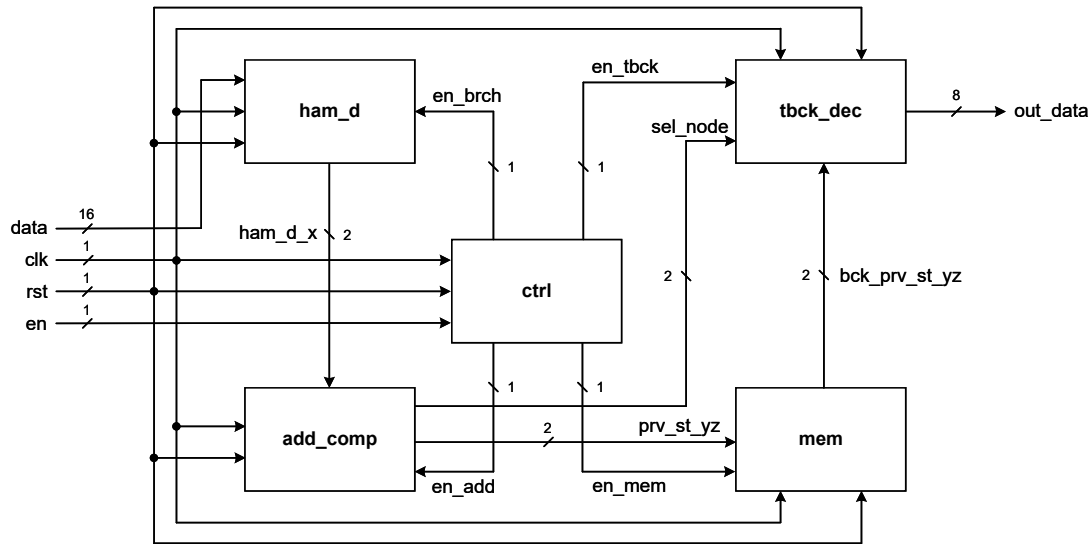 en_tbck
ham_d
en_brch
tbck_dec
8
out_data
sel_node
1
1
data
16
ham_d_x
2
clk
1
rst
1
ctrl
2
2
bck_prv_st_yz
en
1
1
1
add_comp
2
prv_st_yz
mem
en_add
en_mem